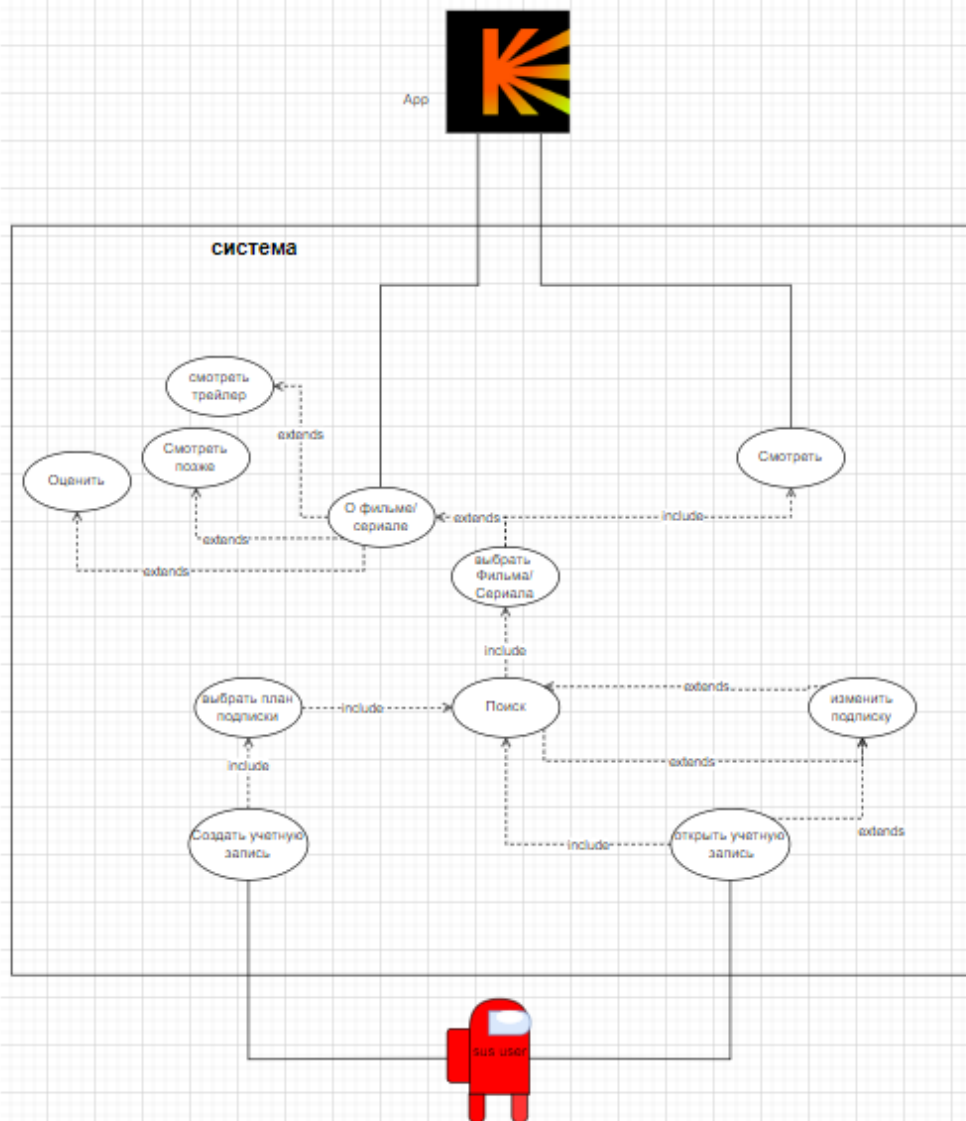 App
система
смотреть
трейлер
extends
Смотреть
позже
Оценить
Смотреть
О фильме/
сериале
extends
include
extends
extends
выбрать
Фильма/
Сериала
include
выбрать план
подписки
include
Поиск
extends
изменить
подписку
include
extends
Создать учетную
запись
include
открыть учетную
запись
extends
sus user